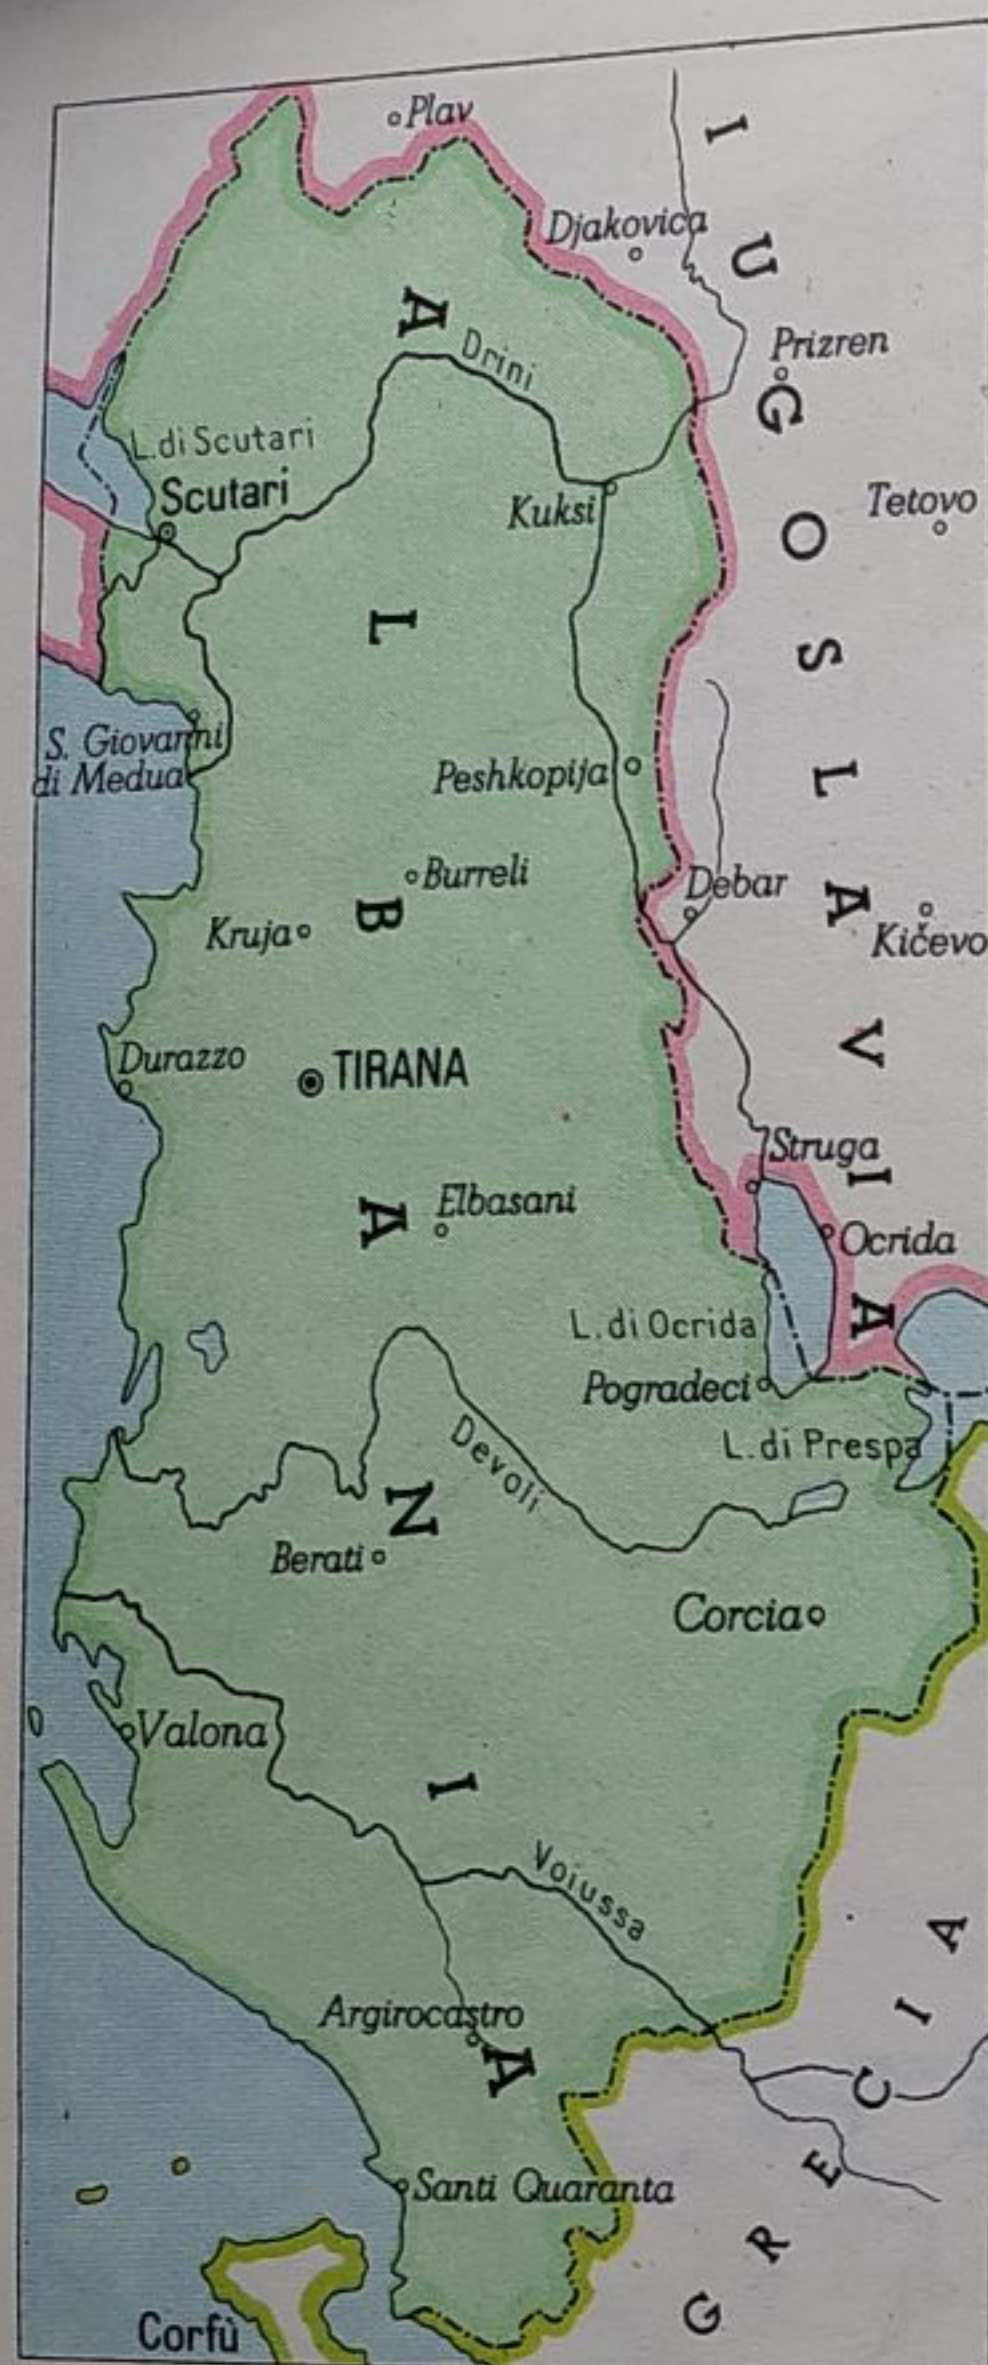 Plav
IUGOSLAVIA
Djakovica
ALBANIA
Drini
Prizren
L.di Scutari
Scutari
Kuksi
Tetovo
S. Giovanni
di Medua
Peshkopija
Burreli
Debar
Kruja
Kičevo
Durazzo
TIRANA
Struga
Elbasani
Ocrida
L.di Ocrida
Pogradeci
L.di Prespa
Devoli
Berati
Corcia
Valona
Voiussa
GRECIA
Argirocastro
Santi Quaranta
Corfù